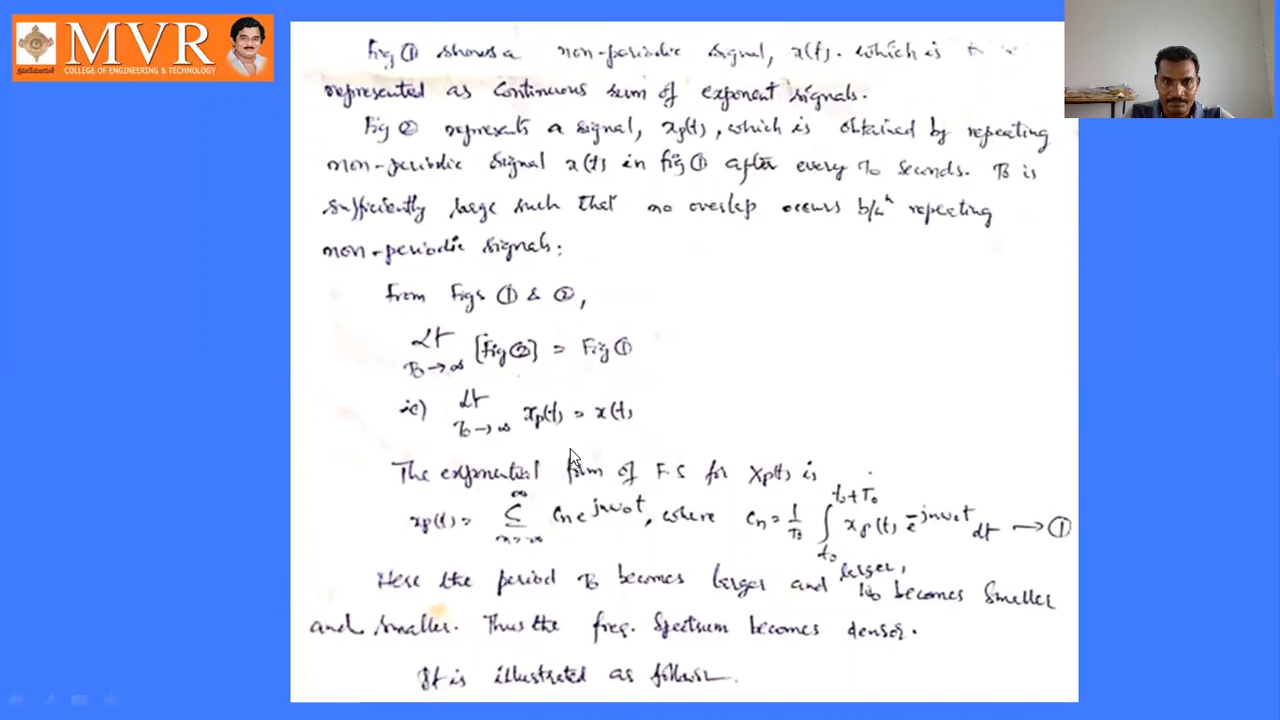 MVR
COLLEGE OF ENGINEERING & TECHNOLOGY
Fig ① shows a non-periodic signal, x(t). which is
represented as continuous sum of exponent signals.
Fig ② represents a signal, xp(t), which is obtained by repeating
non-periodic signal x(t) in fig ① after every T0 seconds. T0 is
sufficiently large such that no overlap occurs b/w repeating
non-periodic signals.
From Figs ① & ②,
Lt T0→∞ [Fig ②] = Fig ①
ie) Lt T0→∞ xp(t) = x(t)
The exponential form of F.S for xp(t) is
xp(t) = Σ n=-∞ ∞ Cn e^jnω0t, where Cn = 1/T0 ∫ t0 t0+T0 xp(t) e^-jnω0t dt → ①
Here the period T0 becomes larger and larger, ω0 becomes smaller
and smaller. Thus the freq. spectrum becomes denser.
It is illustrated as follows.